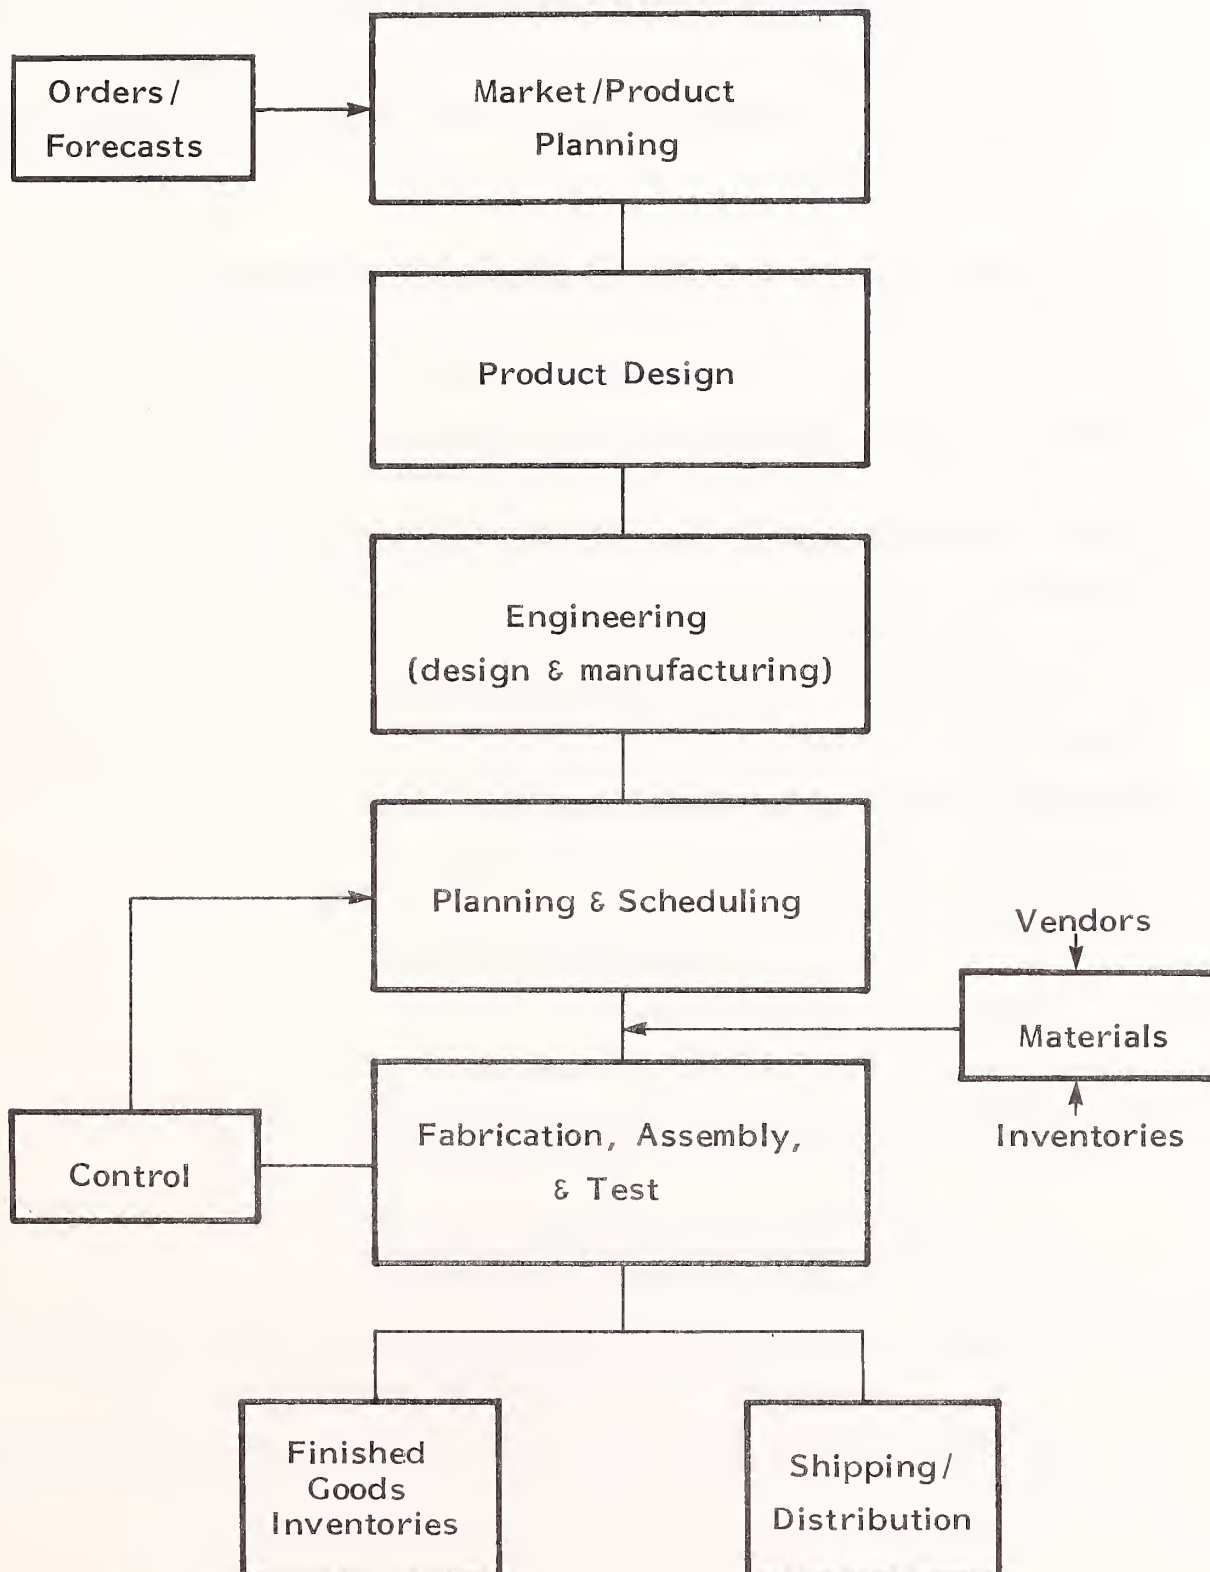 Orders/
Forecasts
Market/Product
Planning
Product Design
Engineering
(design & manufacturing)
Planning & Scheduling
Vendors
Materials
Inventories
Control
Fabrication, Assembly,
& Test
Finished
Goods
Inventories
Shipping/
Distribution